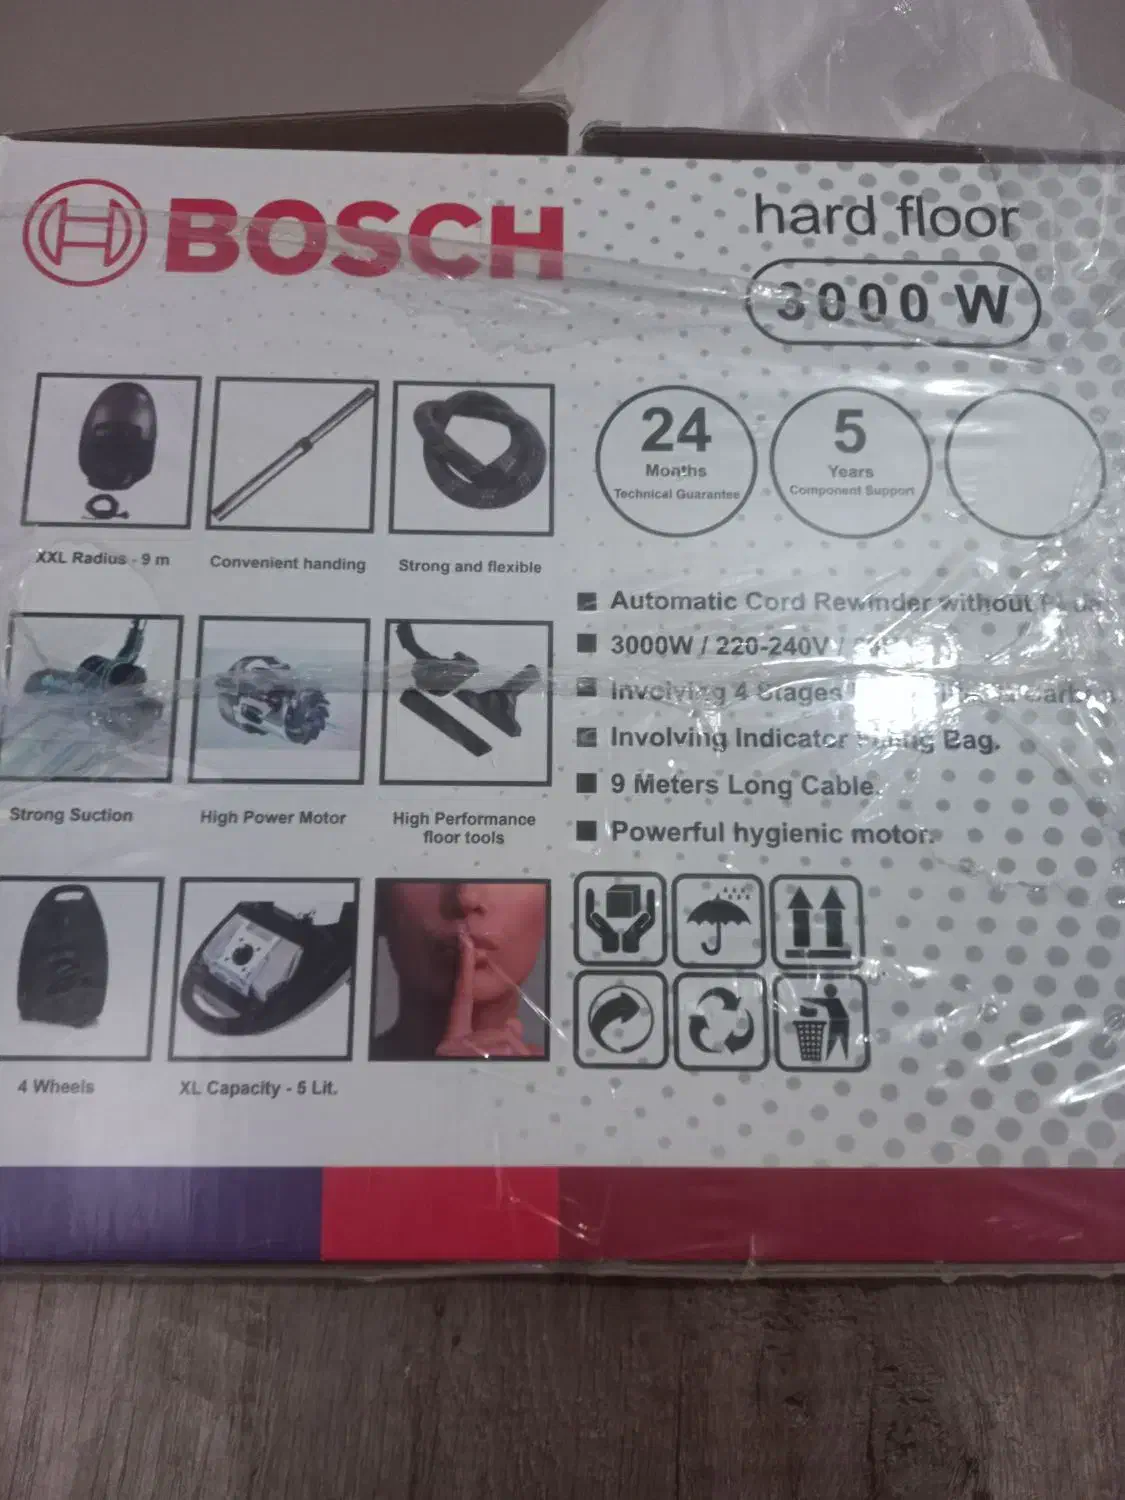 BOSCH
hard floor
3000 W
24
Months
Technical Guarantee
5
Years
Component Support
XXL Radius - 9 m
Convenient handing
Strong and flexible
Automatic Cord Rewinder without
3000W / 220-240V /
Involving 4 Stages
Involving Indicator Bag.
9 Meters Long Cable.
Powerful hygienic motor.
Strong Suction
High Power Motor
High Performance
floor tools
4 Wheels
XL Capacity - 5 Lit.